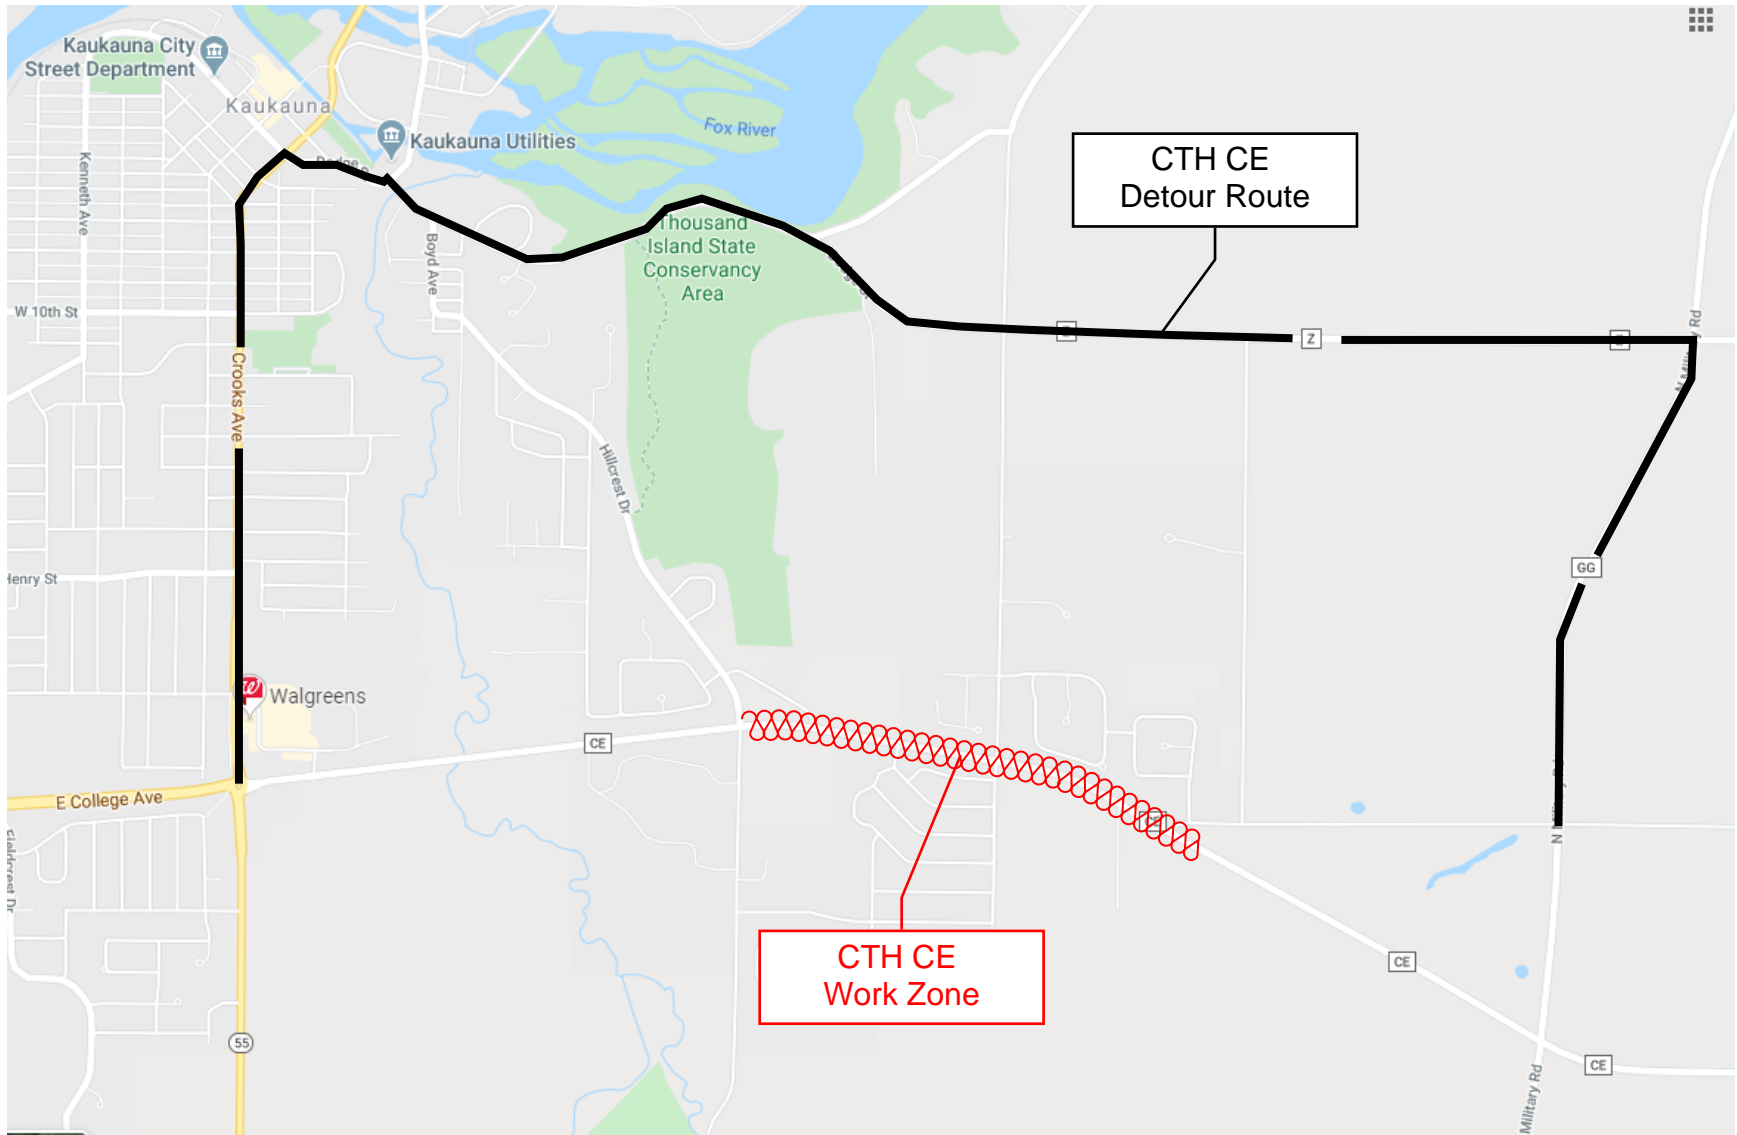 Kaukauna City
Street Department
Kaukauna
Kaukauna Utilities
Fox River
CTH CE
Detour Route
Kenneth Ave
Dodge
Thousand
Island State
Conservancy
Area
Boyd Ave
W 10th St
Z
Crooks Ave
Hillcrest Dr
Henry St
GG
Walgreens
CE
E College Ave
CE
CTH CE
Work Zone
CE
55
CE
Military Rd